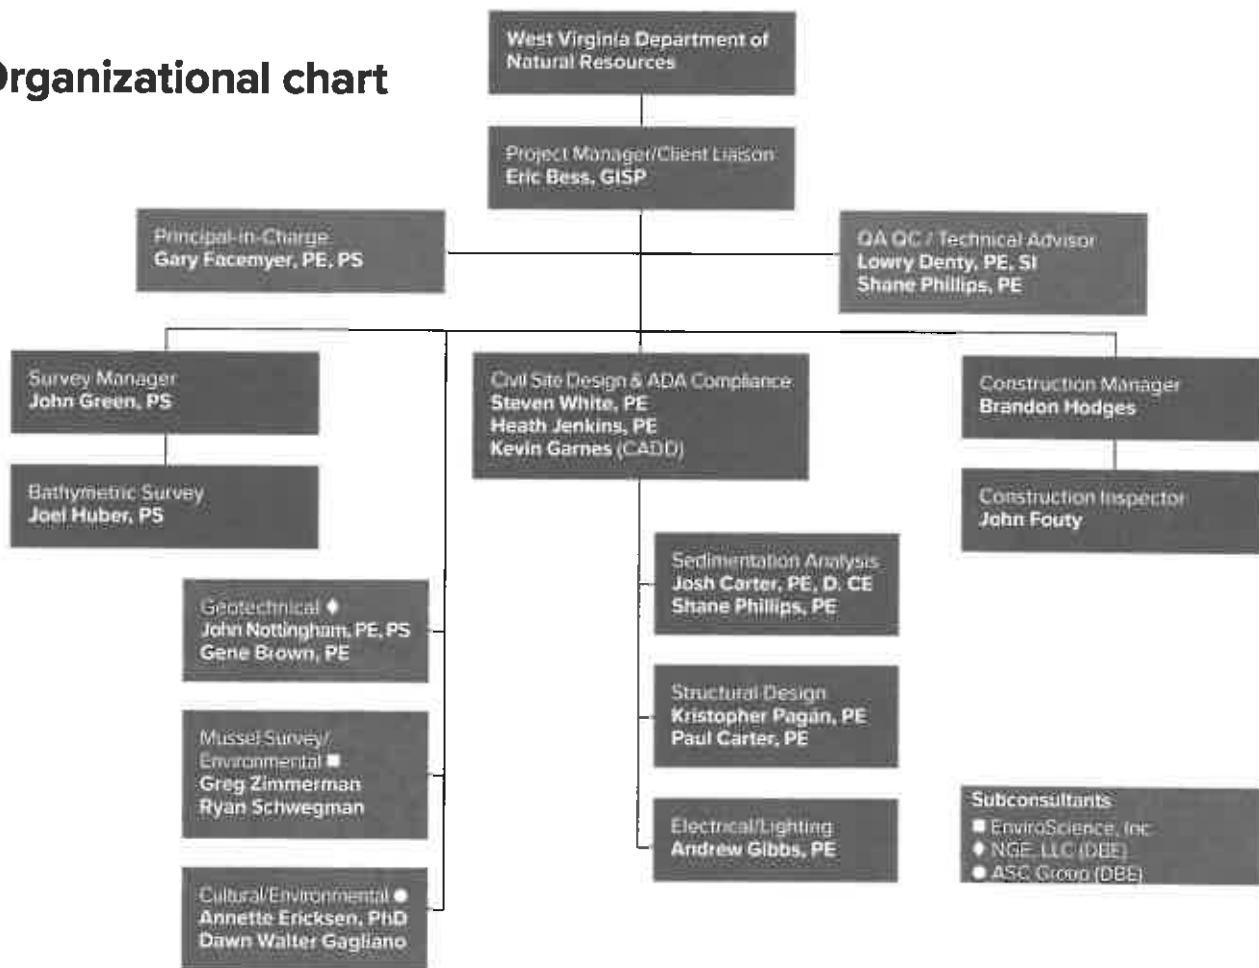 Organizational chart
West Virginia Department of
Natural Resources
Project Manager/Client Liaison
Eric Bess, GISP
Principal-in-Charge
Gary Facemyer, PE, PS
QA QC / Technical Advisor
Lowry Denty, PE, SI
Shane Phillips, PE
Survey Manager
John Green, PS
Civil Site Design & ADA Compliance
Steven White, PE
Heath Jenkins, PE
Kevin Garnes (CADD)
Construction Manager
Brandon Hodges
Bathymetric Survey
Joel Huber, PS
Construction Inspector
John Fouty
Sedimentation Analysis
Josh Carter, PE, D. CE
Shane Phillips, PE
Geotechnical ♦
John Nottingham, PE, PS
Gene Brown, PE
Structural Design
Kristopher Pagán, PE
Paul Carter, PE
Mussel Survey/
Environmental ■
Greg Zimmerman
Ryan Schwegman
Electrical/Lighting
Andrew Gibbs, PE
Cultural/Environmental ●
Annette Ericksen, PhD
Dawn Walter Gagliano
Subconsultants
■ EnviroScience, Inc
♦ NGE, LLC (DBE)
● ASC Group (DBE)